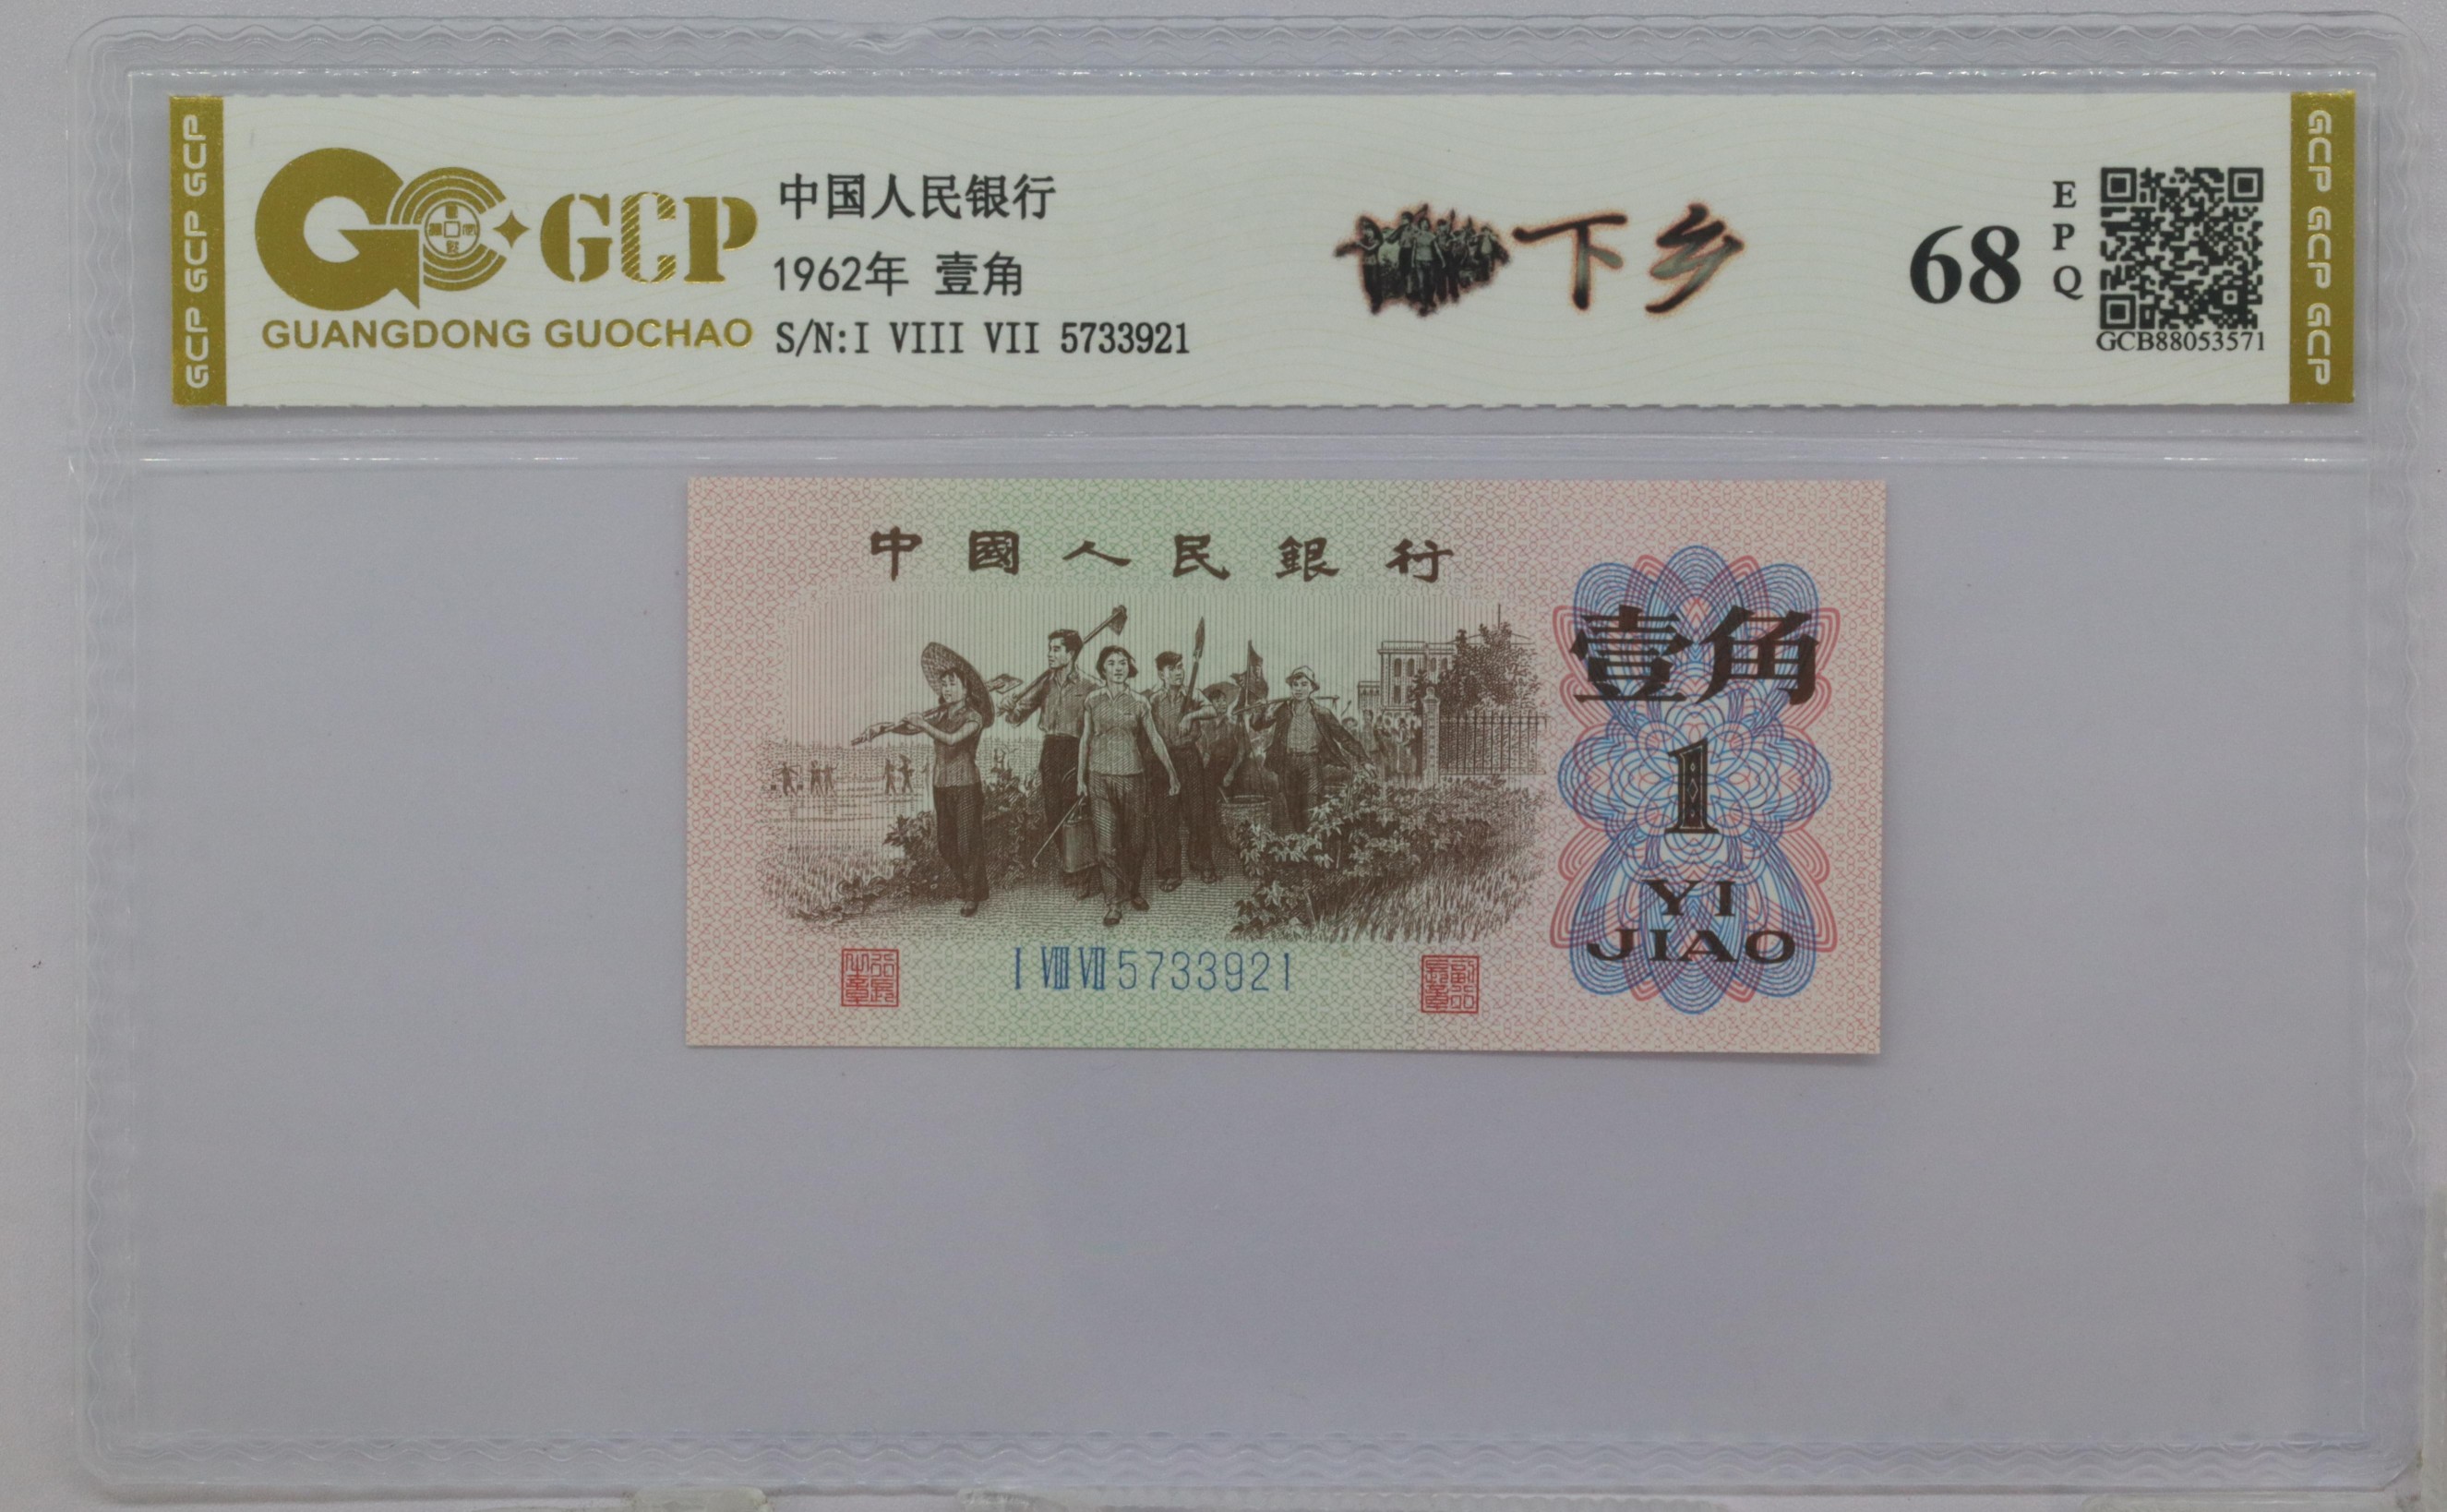 GCP GCP GCP
GCP
GUANGDONG GUOCHAO
中国人民银行
1962年 壹角
S/N:I VIII VII 5733921
下乡
68
EPQ
GCB88053571
GCP GCP GCP
中國人民銀行
壹角
1
YI
JIAO
I VIII VII 5733921